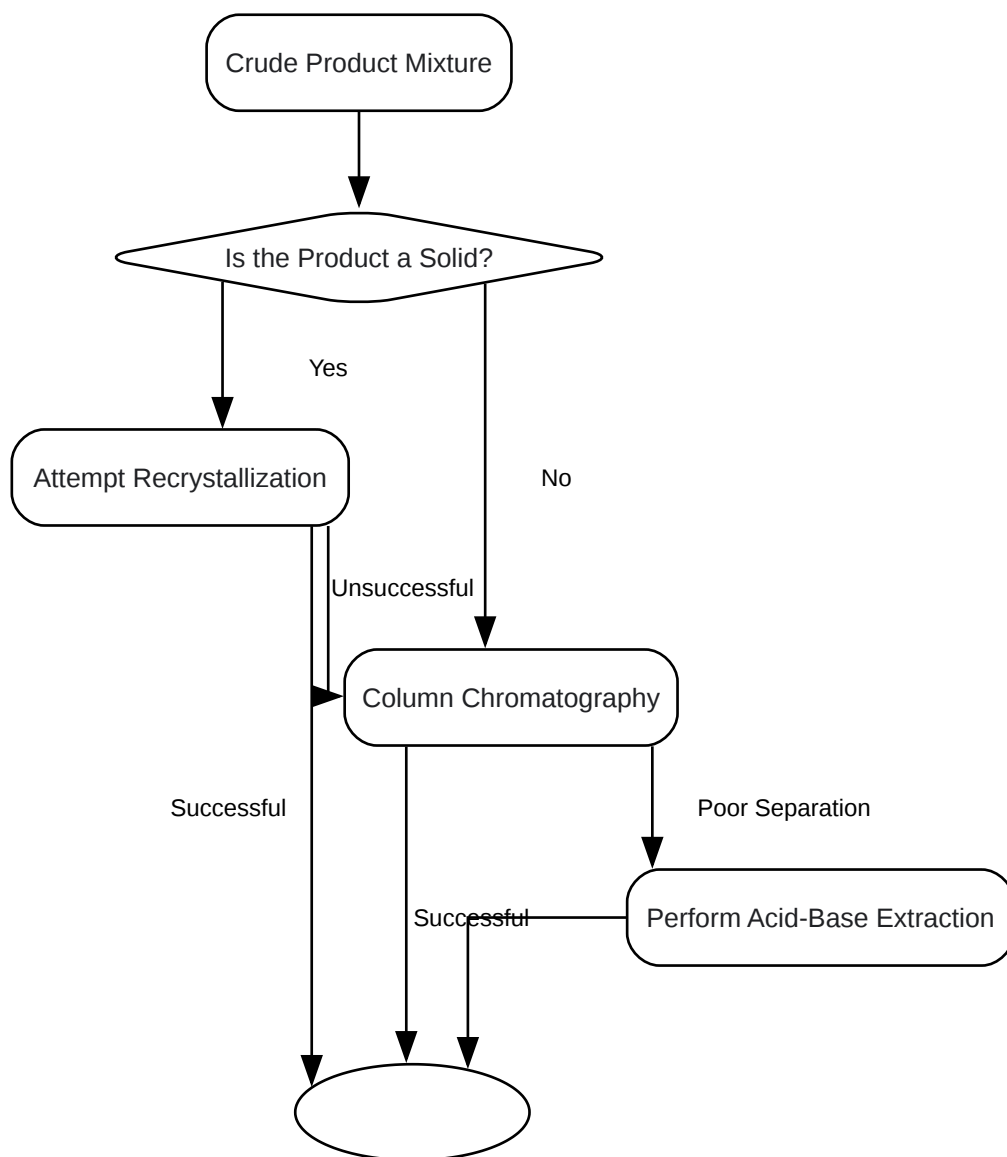 Crude Product Mixture
Is the Product a Solid?
Yes
Attempt Recrystallization
No
Unsuccessful
Column Chromatography
Successful
Poor Separation
Successful
Perform Acid-Base Extraction